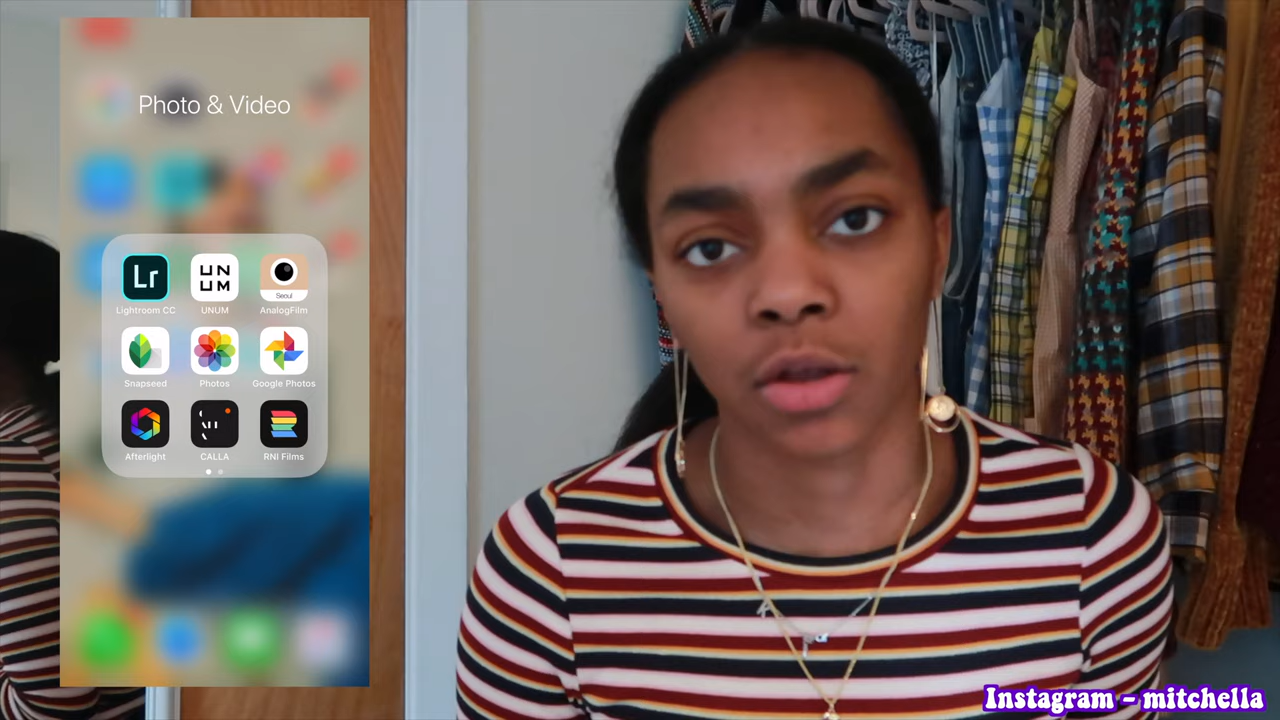 Photo & Video
Lr
UN
UM
Seoul
Lightroom CC UNUM AnalogFilm
Snapseed Photos Google Photos
Afterlight CALLA RNI Films
Instagram - mitchella